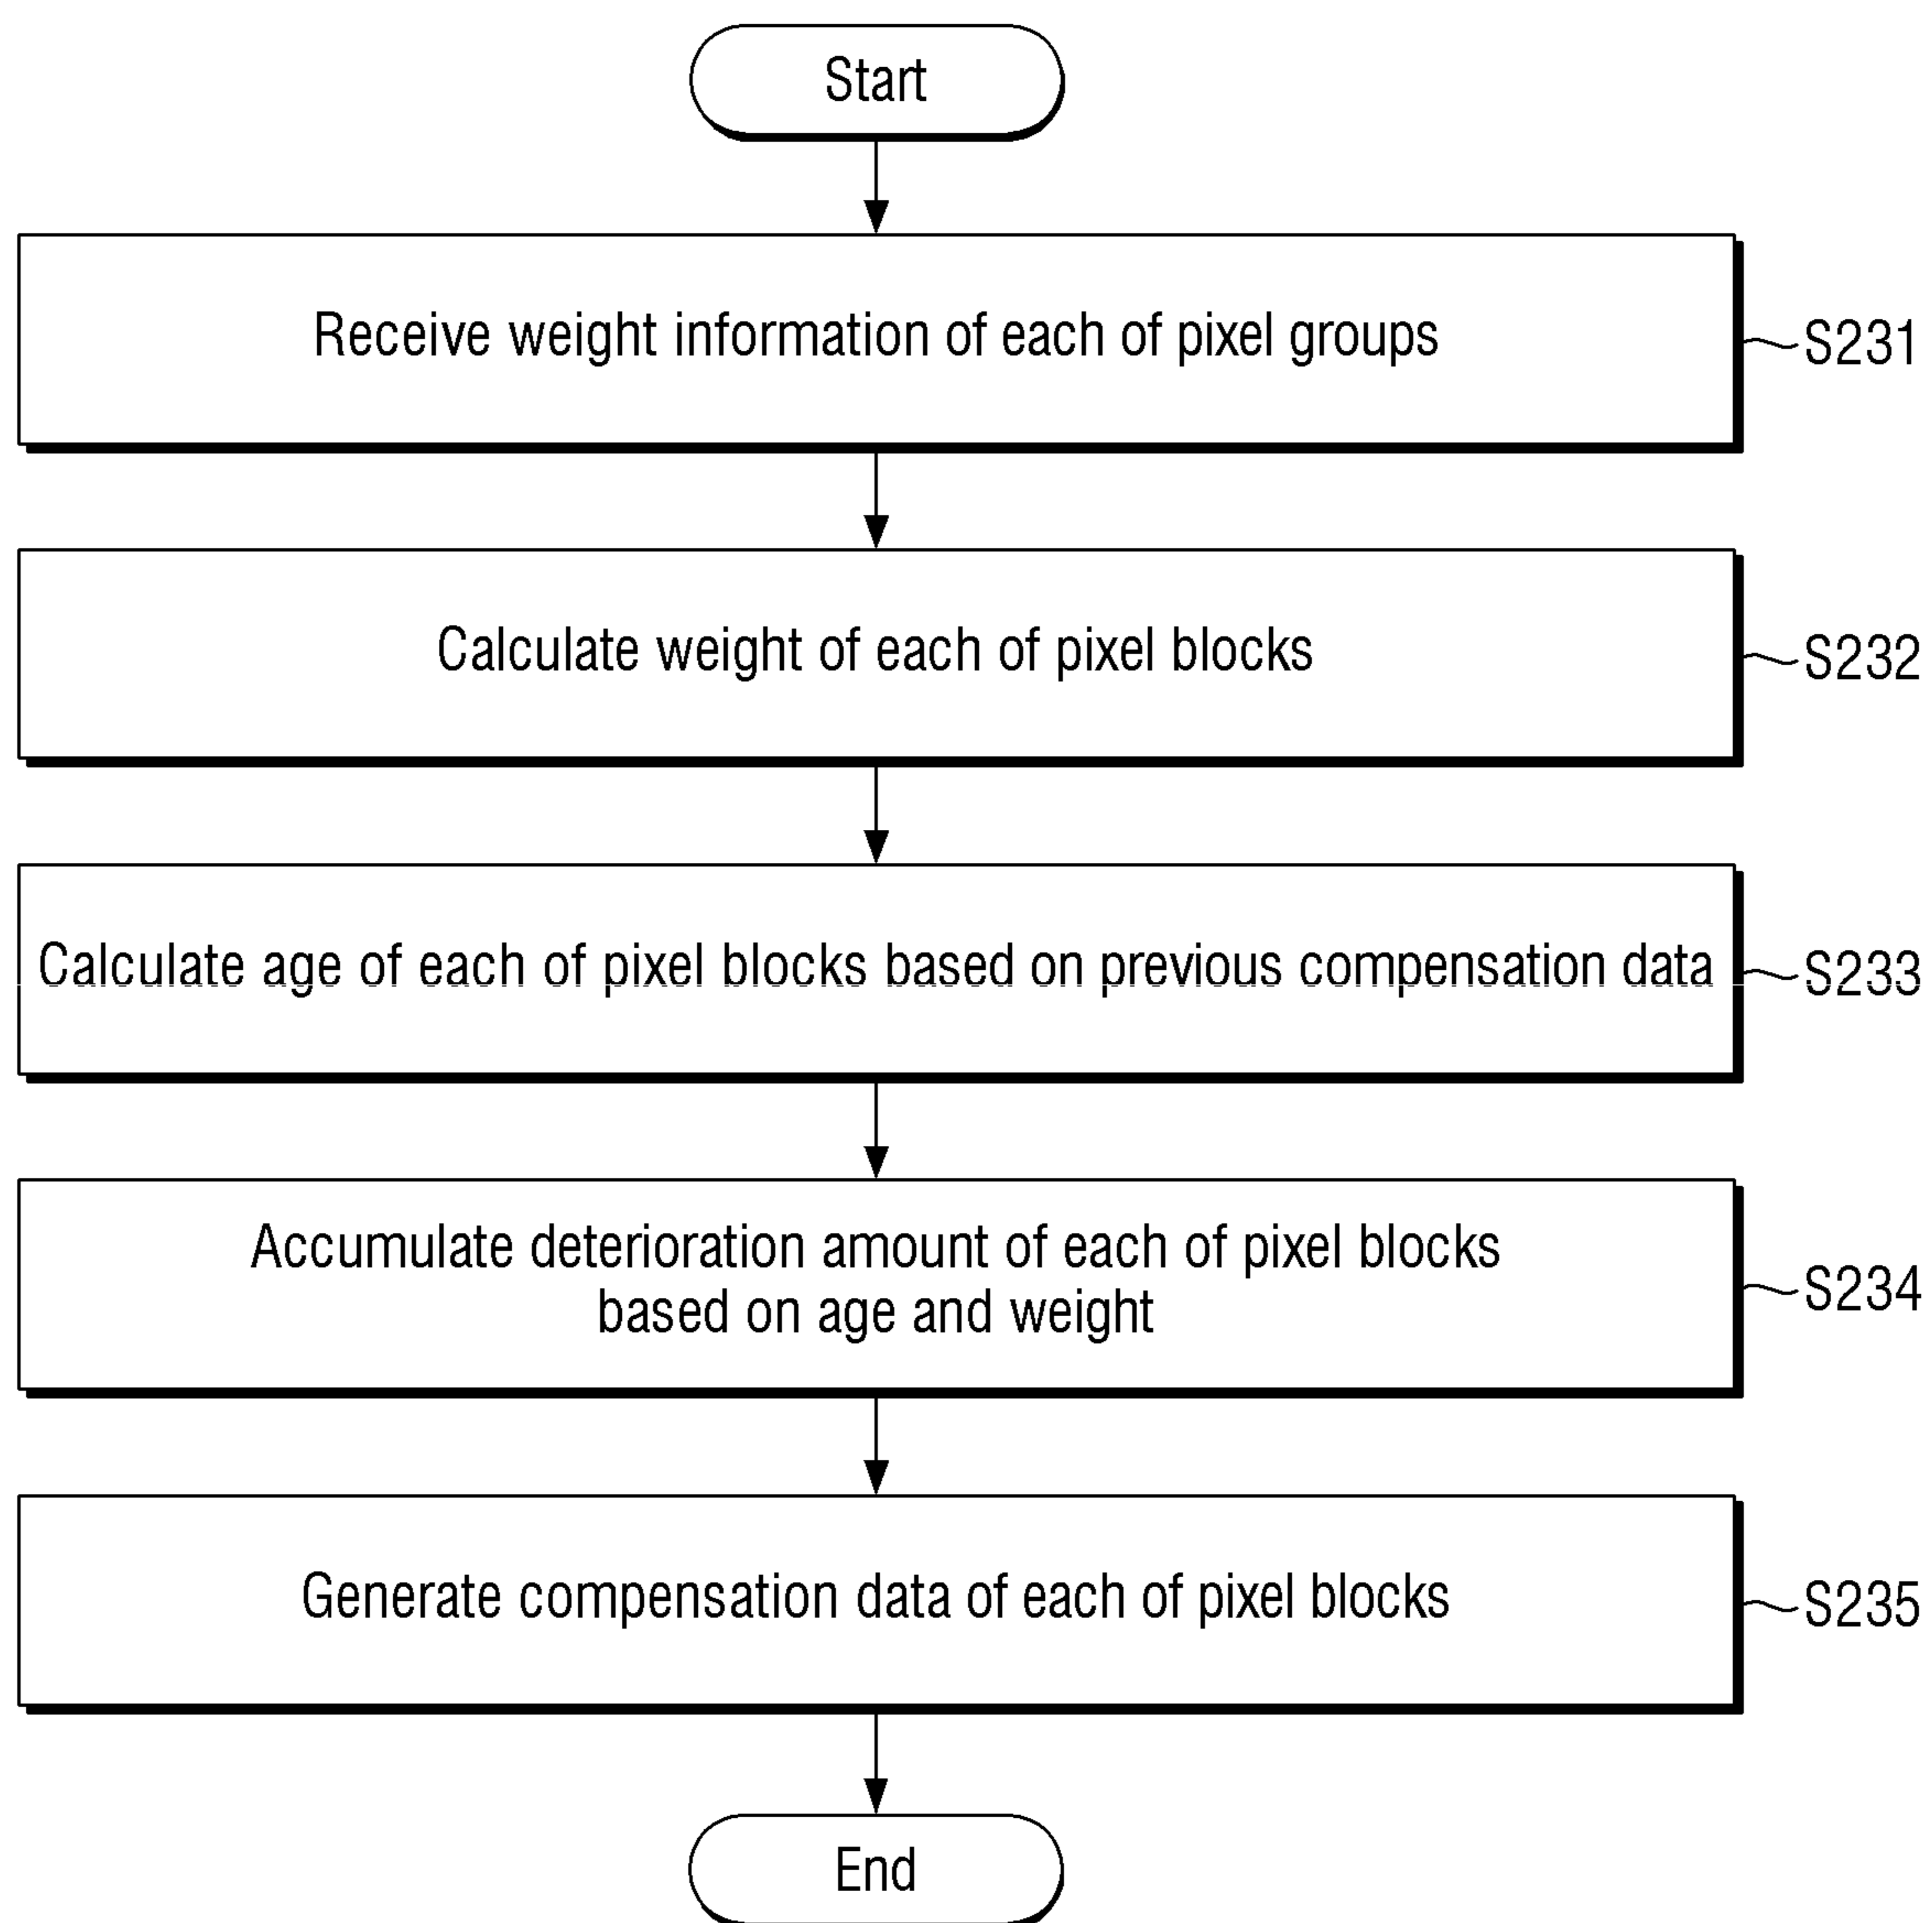 Start
Receive weight information of each of pixel groups
S231
Calculate weight of each of pixel blocks
S232
Calculate age of each of pixel blocks based on previous compensation data
S233
Accumulate deterioration amount of each of pixel blocks
based on age and weight
S234
Generate compensation data of each of pixel blocks
S235
End